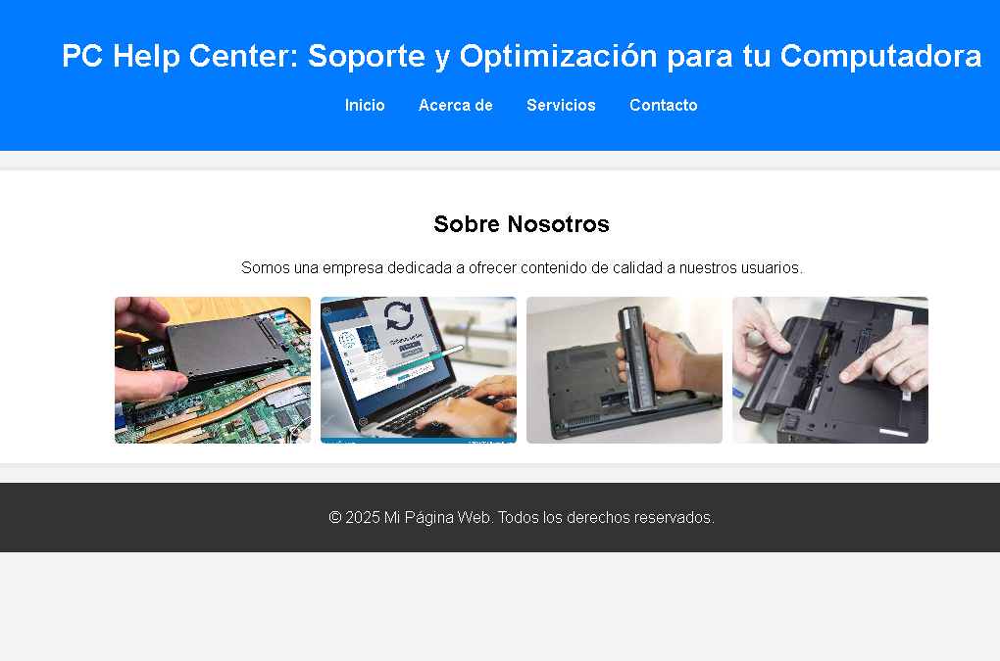 PC Help Center: Soporte y Optimización para tu Computadora
Inicio Acerca de Servicios Contacto
Sobre Nosotros
Somos una empresa dedicada a ofrecer contenido de calidad a nuestros usuarios.
© 2025 Mi Página Web. Todos los derechos reservados.